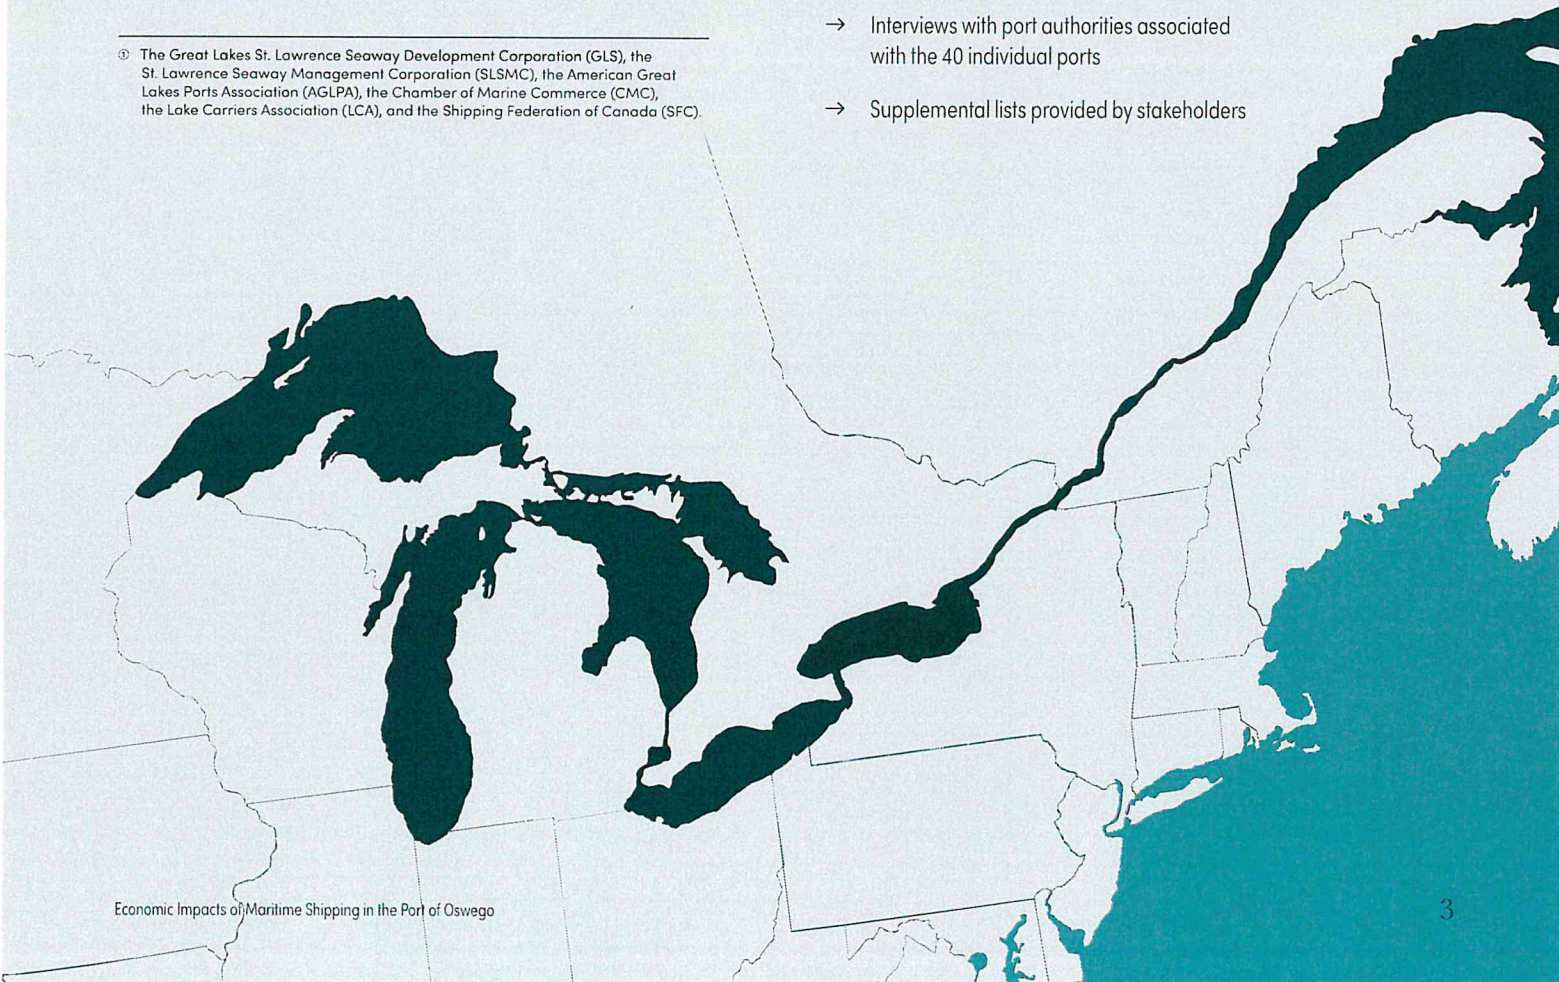 → Interviews with port authorities associated
with the 40 individual ports
→ Supplemental lists provided by stakeholders
① The Great Lakes St. Lawrence Seaway Development Corporation (GLS), the
St. Lawrence Seaway Management Corporation (SLSMC), the American Great
Lakes Ports Association (AGLPA), the Chamber of Marine Commerce (CMC),
the Lake Carriers Association (LCA), and the Shipping Federation of Canada (SFC).
Economic Impacts of Maritime Shipping in the Port of Oswego
3